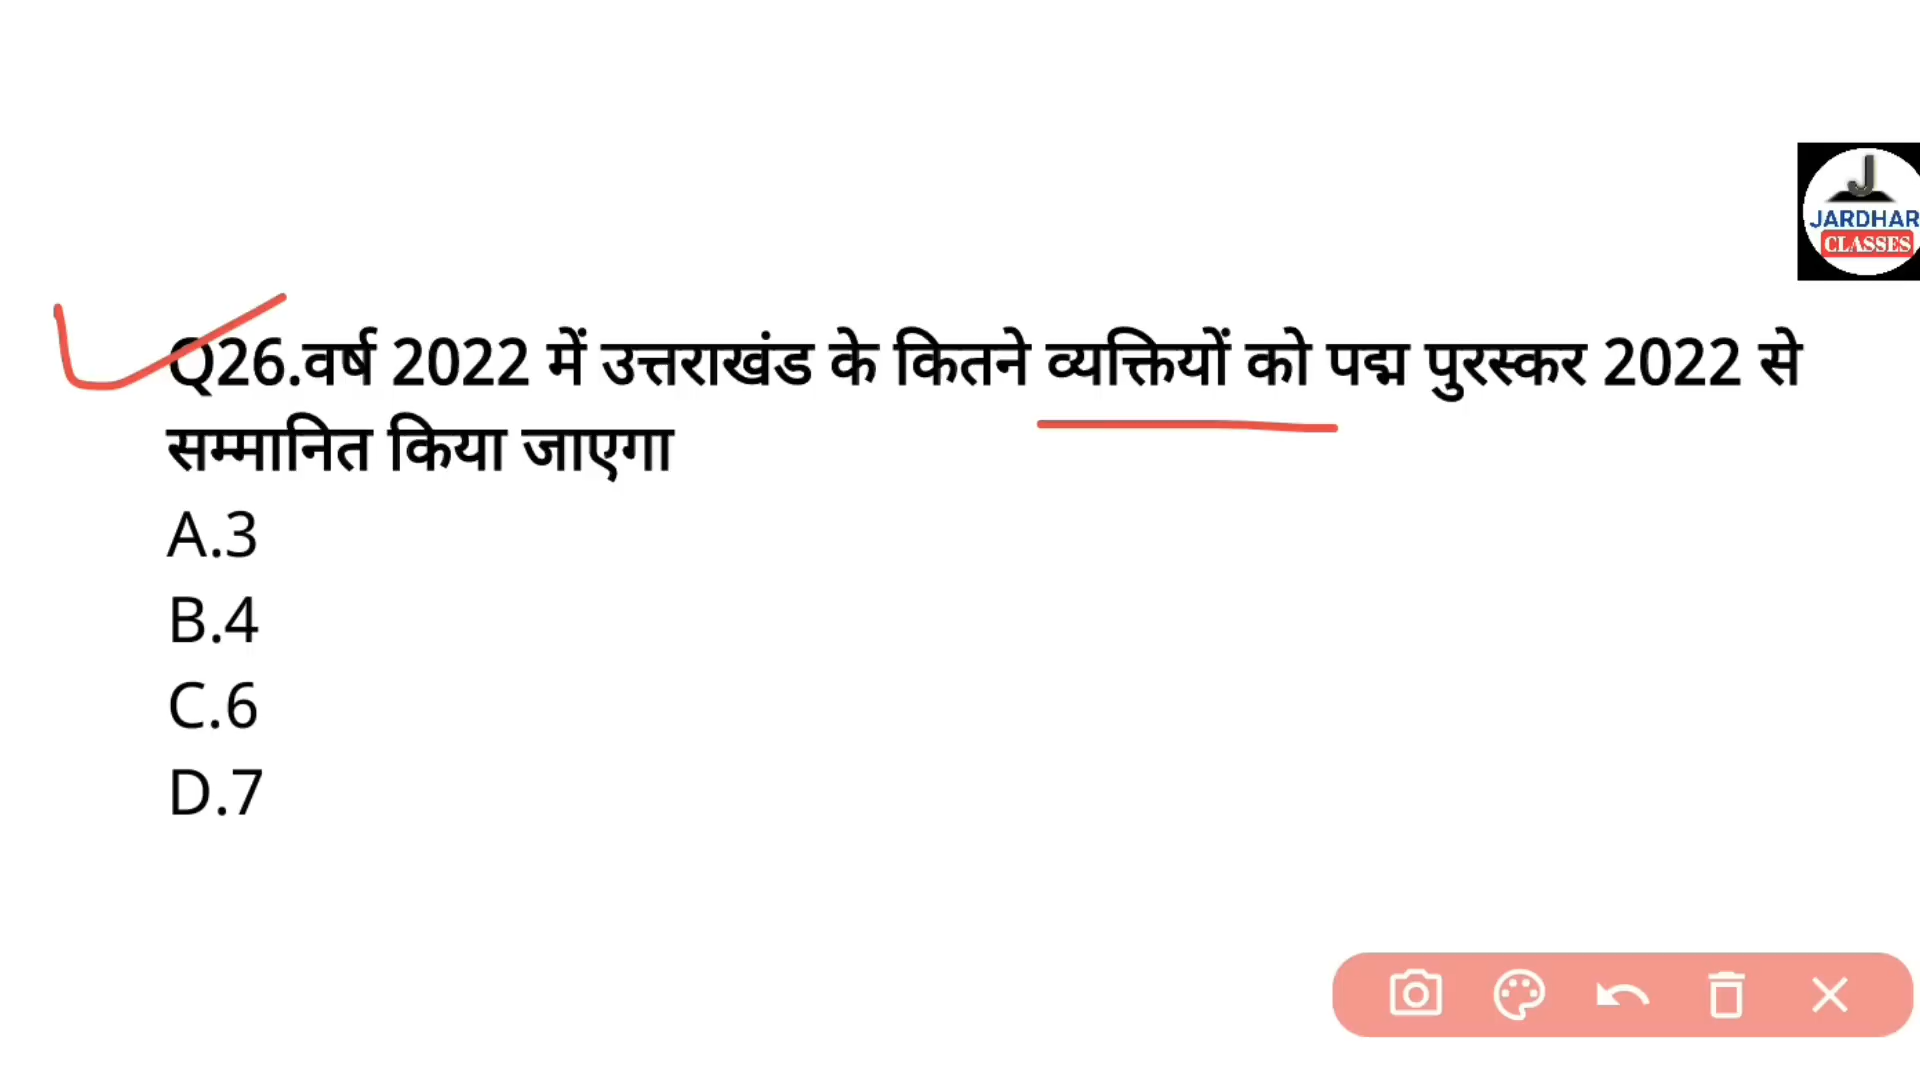 J
JARDHAR
CLASSES
Q26.वर्ष 2022 में उत्तराखंड के कितने व्यक्तियों को पद्म पुरस्कर 2022 से
सम्मानित किया जाएगा
A.3
B.4
C.6
D.7